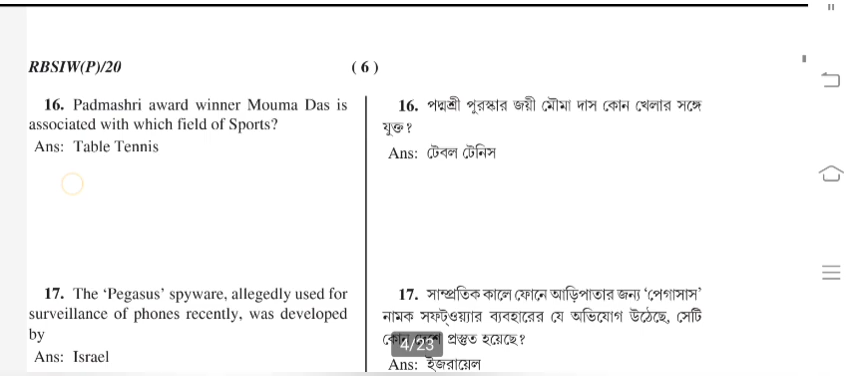 RBSIW(P)/20
( 6 )
16. Padmashri award winner Mouma Das is
associated with which field of Sports?
Ans: Table Tennis
16. পদ্মশ্রী পুরস্কার জয়ী মৌমা দাস কোন খেলার সঙ্গে
যুক্ত?
Ans: টেবল টেনিস
17. The ‘Pegasus’ spyware, allegedly used for
surveillance of phones recently, was developed
by
Ans: Israel
17. সাম্প্রতিক কালে ফোনে আড়িপাতার জন্য ‘পেগাসাস’
নামক সফট্ওয়্যার ব্যবহারের যে অভিযোগ উঠেছে, সেটি
প্রস্তুত হয়েছে?
4/23
Ans: ইজরায়েল